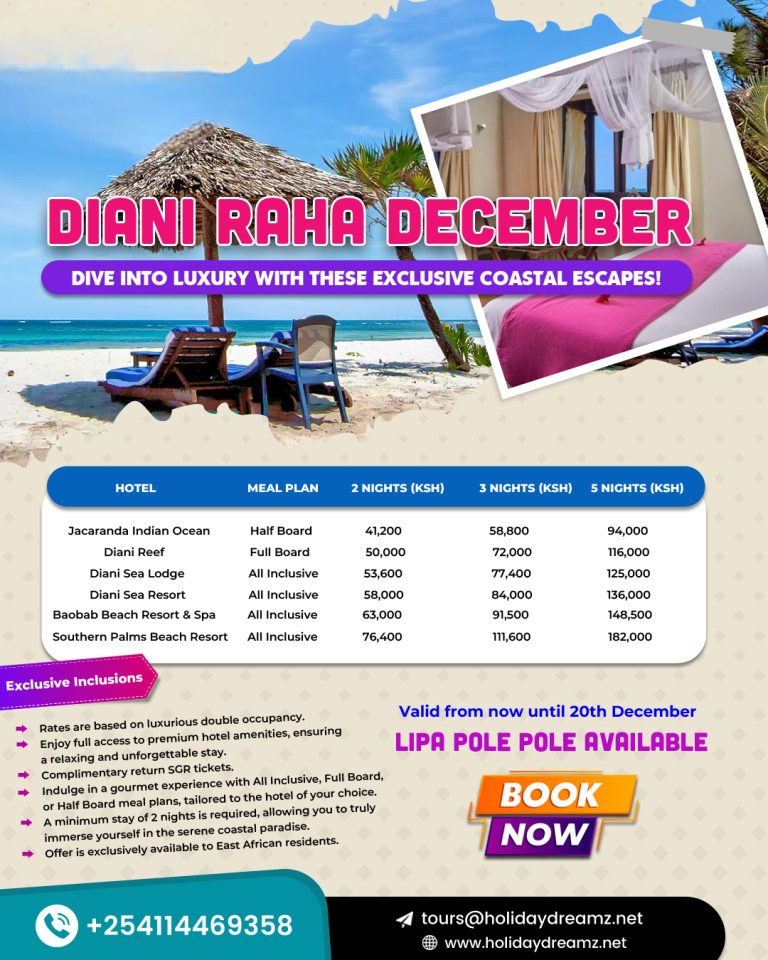 DIANI RAHA DECEMBER
DIVE INTO LUXURY WITH THESE EXCLUSIVE COASTAL ESCAPES!
HOTEL MEAL PLAN 2 NIGHTS (KSH) 3 NIGHTS (KSH) 5 NIGHTS (KSH)
Jacaranda Indian Ocean Half Board 41,200 58,800 94,000
Diani Reef Full Board 50,000 72,000 116,000
Diani Sea Lodge All Inclusive 53,600 77,400 125,000
Diani Sea Resort All Inclusive 58,000 84,000 136,000
Baobab Beach Resort & Spa All Inclusive 63,000 91,500 148,500
Southern Palms Beach Resort All Inclusive 76,400 111,600 182,000
Exclusive Inclusions
Rates are based on luxurious double occupancy.
Enjoy full access to premium hotel amenities, ensuring
a relaxing and unforgettable stay.
Complimentary return SGR tickets.
Indulge in a gourmet experience with All Inclusive, Full Board,
or Half Board meal plans, tailored to the hotel of your choice.
A minimum stay of 2 nights is required, allowing you to truly
immerse yourself in the serene coastal paradise.
Offer is exclusively available to East African residents.
Valid from now until 20th December
LIPA POLE POLE AVAILABLE
BOOK
NOW
+254114469358
tours@holidaydreamz.net
www.holidaydreamz.net